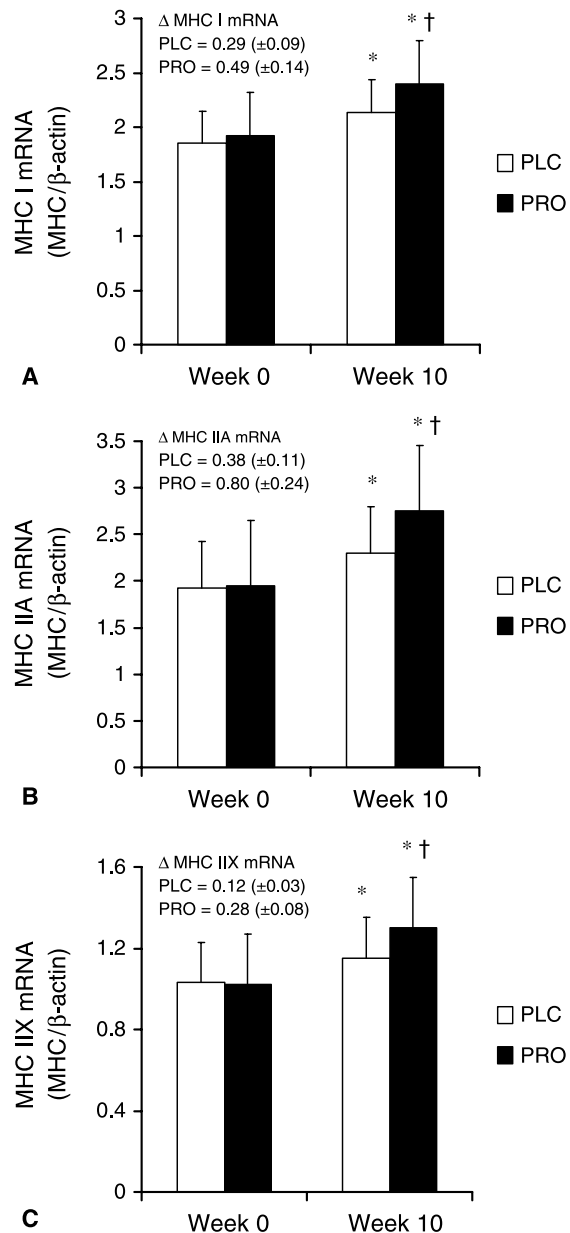 Δ MHC I mRNA
PLC = 0.29 (±0.09)
PRO = 0.49 (±0.14)
* 
* †
3
2.5
2
1.5
1
0.5
0
MHC I mRNA
(MHC/β-actin)
PLC
PRO
Week 0
Week 10
A
Δ MHC IIA mRNA
PLC = 0.38 (±0.11)
PRO = 0.80 (±0.24)
*
* †
3.5
3
2.5
2
1.5
1
0.5
0
MHC IIA mRNA
(MHC/β-actin)
PLC
PRO
Week 0
Week 10
B
Δ MHC IIX mRNA
PLC = 0.12 (±0.03)
PRO = 0.28 (±0.08)
*
* †
1.6
1.2
0.8
0.4
0
MHC IIX mRNA
(MHC/β-actin)
PLC
PRO
Week 0
Week 10
C